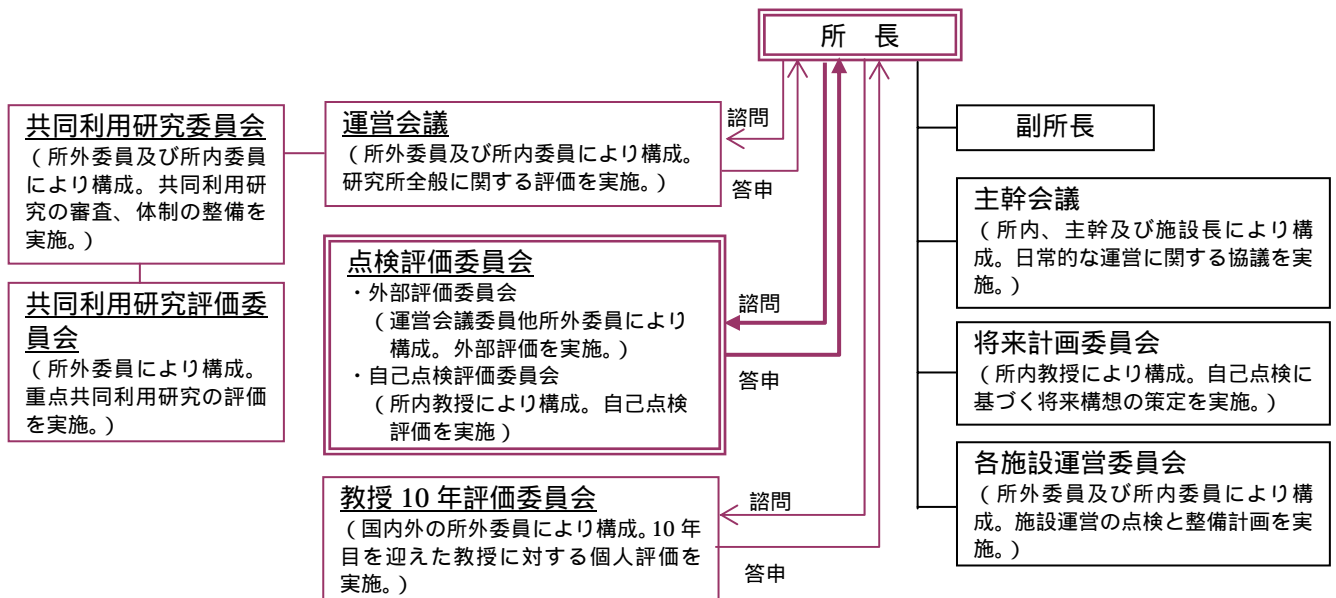 所　長
共同利用研究委員会
（所外委員及び所内委員
により構成。共同利用研
究の審査、体制の整備を
実施。）
共同利用研究評価委
員会
（所外委員により構成。
重点共同利用研究の評価
を実施。）
運営会議
（所外委員及び所内委員により構成。
研究所全般に関する評価を実施。）
諮問
答申
点検評価委員会
・外部評価委員会
（運営会議委員他所外委員により
構成。外部評価を実施。）
・自己点検評価委員会
（所内教授により構成。自己点検
評価を実施）
諮問
答申
教授 10 年評価委員会
（国内外の所外委員により構成。10 年
目を迎えた教授に対する個人評価を
実施。）
諮問
答申
副所長
主幹会議
（所内、主幹及び施設長により構
成。日常的な運営に関する協議を実
施。）
将来計画委員会
（所内教授により構成。自己点検に
基づく将来構想の策定を実施。）
各施設運営委員会
（所外委員及び所内委員により構
成。施設運営の点検と整備計画を実
施。）